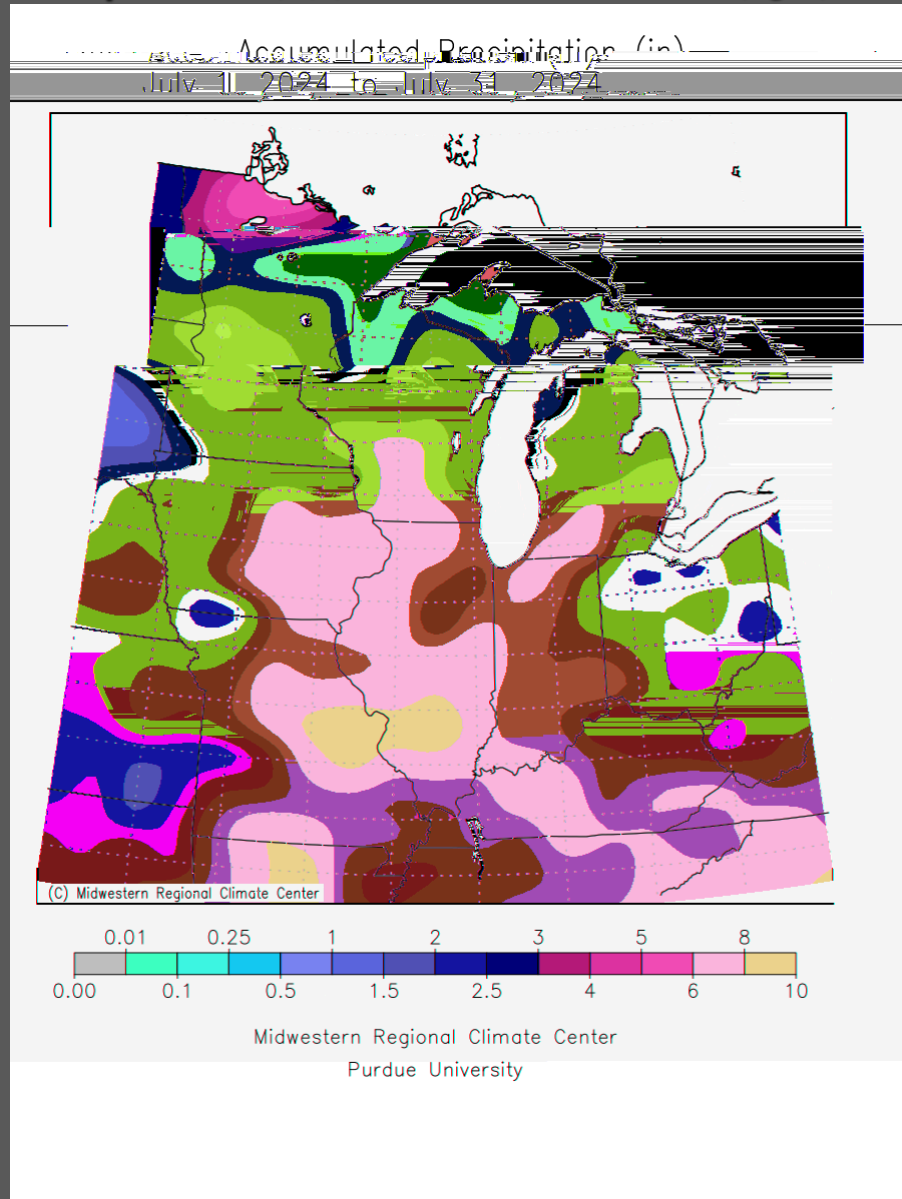 Accumulated Precipitation (in)
July 1, 2024 to July 31, 2024
(C) Midwestern Regional Climate Center
0.01 0.25 1 2 3 5 8
0.00 0.1 0.5 1.5 2.5 4 6 10
Midwestern Regional Climate Center
Purdue University